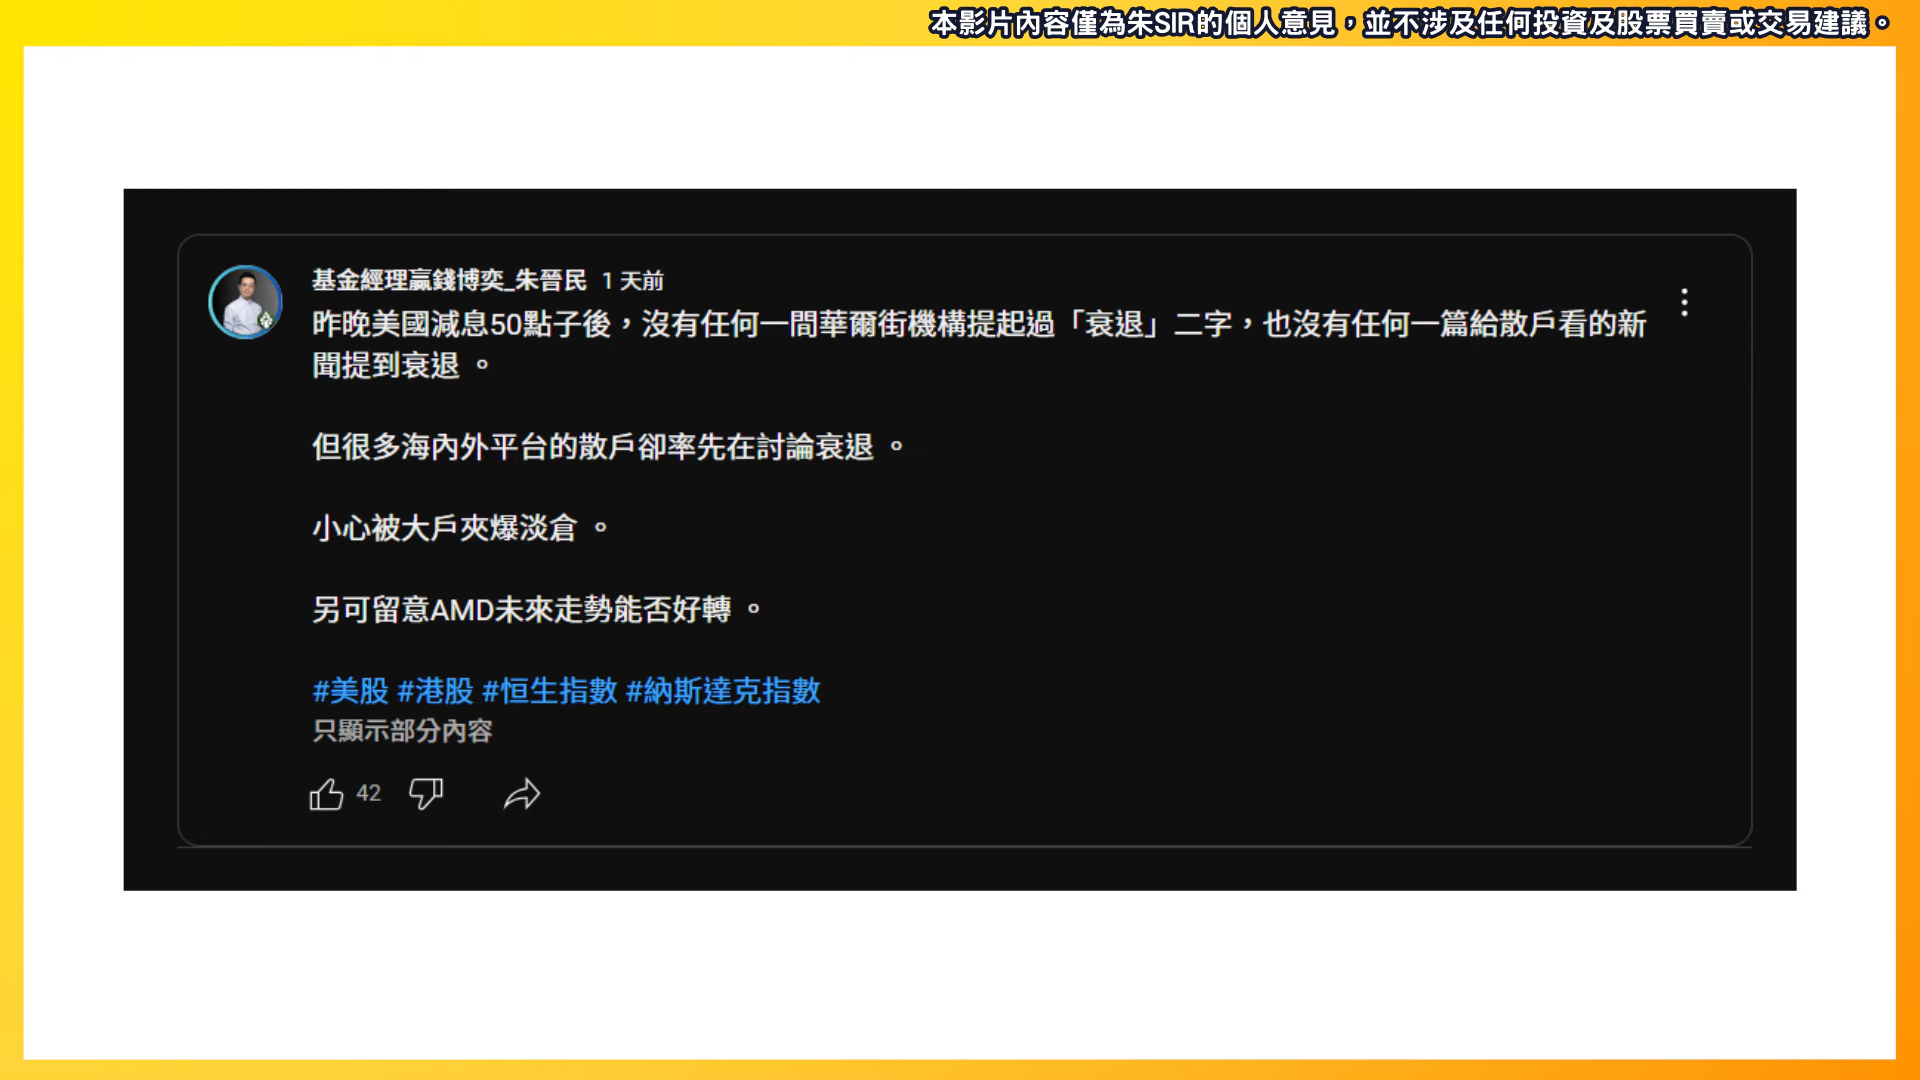 本影片內容僅為朱SIR的個人意見，並不涉及任何投資及股票買賣或交易建議。
基金經理贏錢博奕_朱晉民 1 天前
昨晚美國減息50點子後，沒有任何一間華爾街機構提起過「衰退」二字，也沒有任何一篇給散戶看的新
聞提到衰退 。
但很多海內外平台的散戶卻率先在討論衰退 。
小心被大戶夾爆淡倉 。
另可留意AMD未來走勢能否好轉 。
#美股 #港股 #恒生指數 #納斯達克指數
只顯示部分內容
42